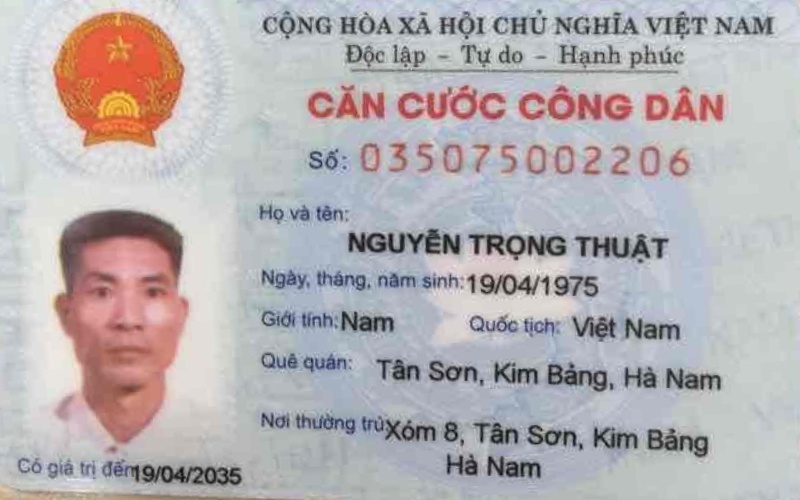 CỘNG HÒA XÃ HỘI CHỦ NGHĨA VIỆT NAM
Độc lập – Tự do – Hạnh phúc
CĂN CƯỚC CÔNG DÂN
Số: 035075002206
Họ và tên:
NGUYỄN TRỌNG THUẬT
Ngày, tháng, năm sinh: 19/04/1975
Giới tính: Nam Quốc tịch: Việt Nam
Quê quán: Tân Sơn, Kim Bảng, Hà Nam
Nơi thường trú: Xóm 8, Tân Sơn, Kim Bảng
Hà Nam
Có giá trị đến: 19/04/2035